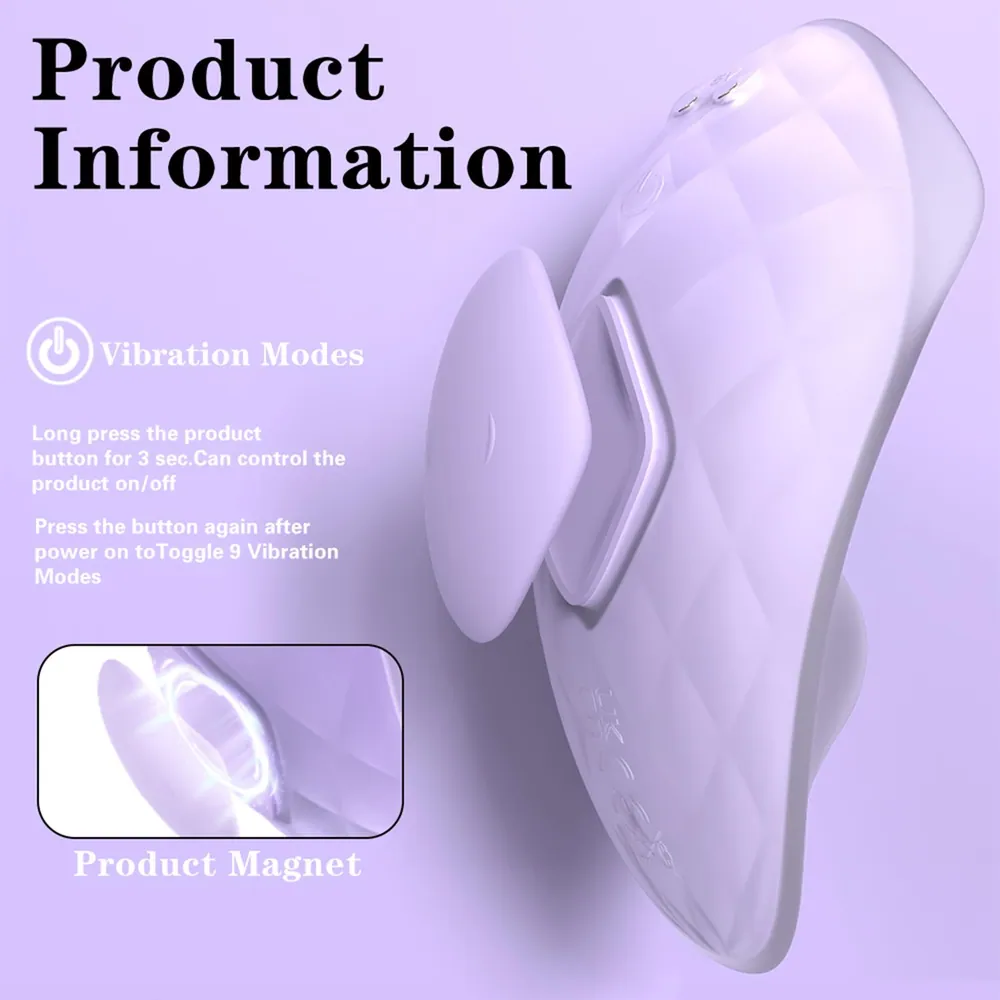 Product
Information
Vibration Modes
Long press the product
button for 3 sec.Can control the
product on/off
Press the button again after
power on toToggle 9 Vibration
Modes
Product Magnet